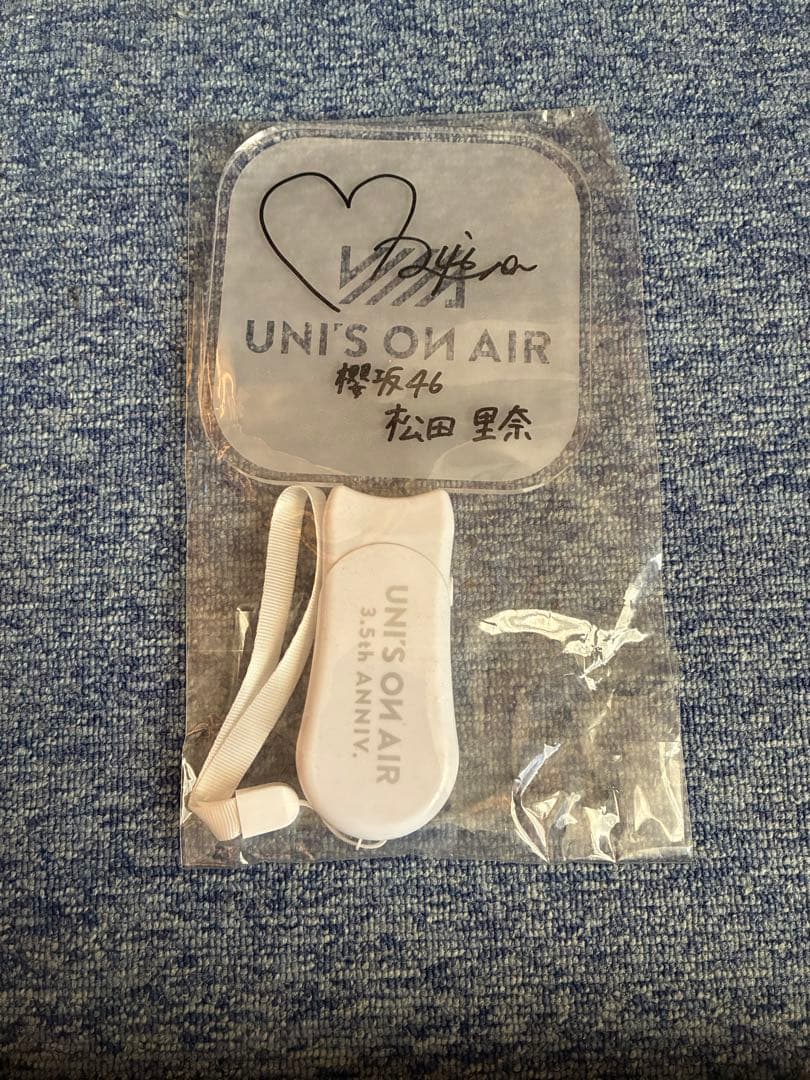 UNI'S ON AIR
櫻坂46
松田 里奈
UNI'S ON AIR
3.5th ANNIV.